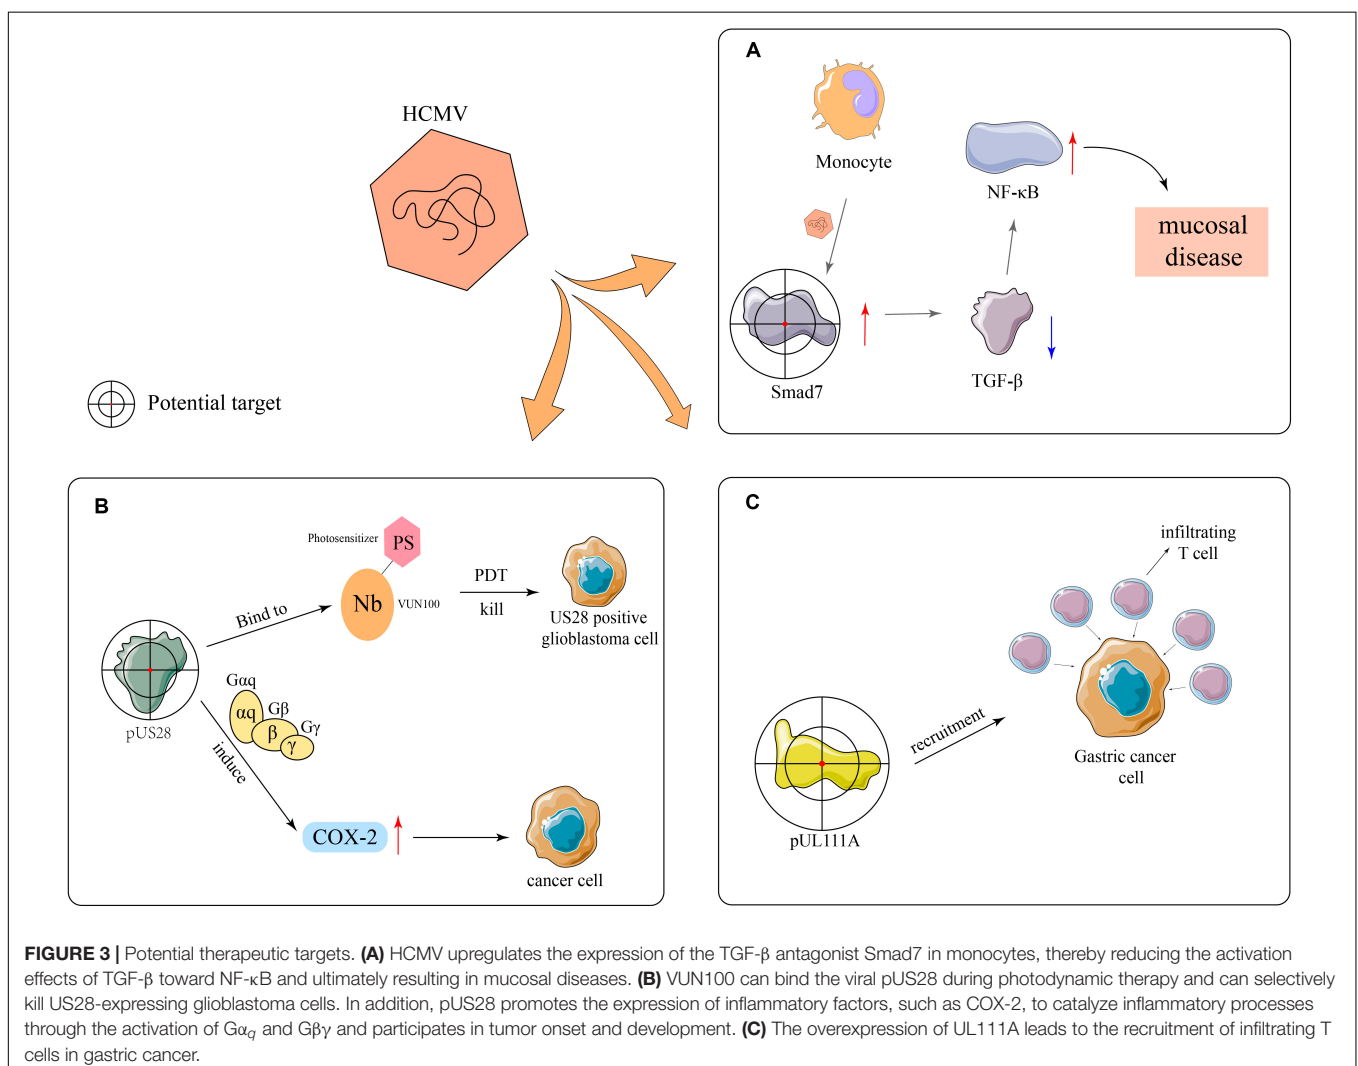 HCMV
Potential target
A
Monocyte
NF-κB
mucosal
disease
Smad7
TGF-β
B
Photosensitizer
PS
Nb
VUN100
Bind to
PDT
kill
US28 positive
glioblastoma cell
pUS28
Gαq
αq
Gβ
β
Gγ
γ
induce
COX-2
cancer cell
C
infiltrating
T cell
recruitment
Gastric cancer
cell
pUL111A
FIGURE 3 | Potential therapeutic targets. (A) HCMV upregulates the expression of the TGF-β antagonist Smad7 in monocytes, thereby reducing the activation
effects of TGF-β toward NF-κB and ultimately resulting in mucosal diseases. (B) VUN100 can bind the viral pUS28 during photodynamic therapy and can selectively
kill US28-expressing glioblastoma cells. In addition, pUS28 promotes the expression of inflammatory factors, such as COX-2, to catalyze inflammatory processes
through the activation of Gαq and Gβγ and participates in tumor onset and development. (C) The overexpression of UL111A leads to the recruitment of infiltrating T
cells in gastric cancer.